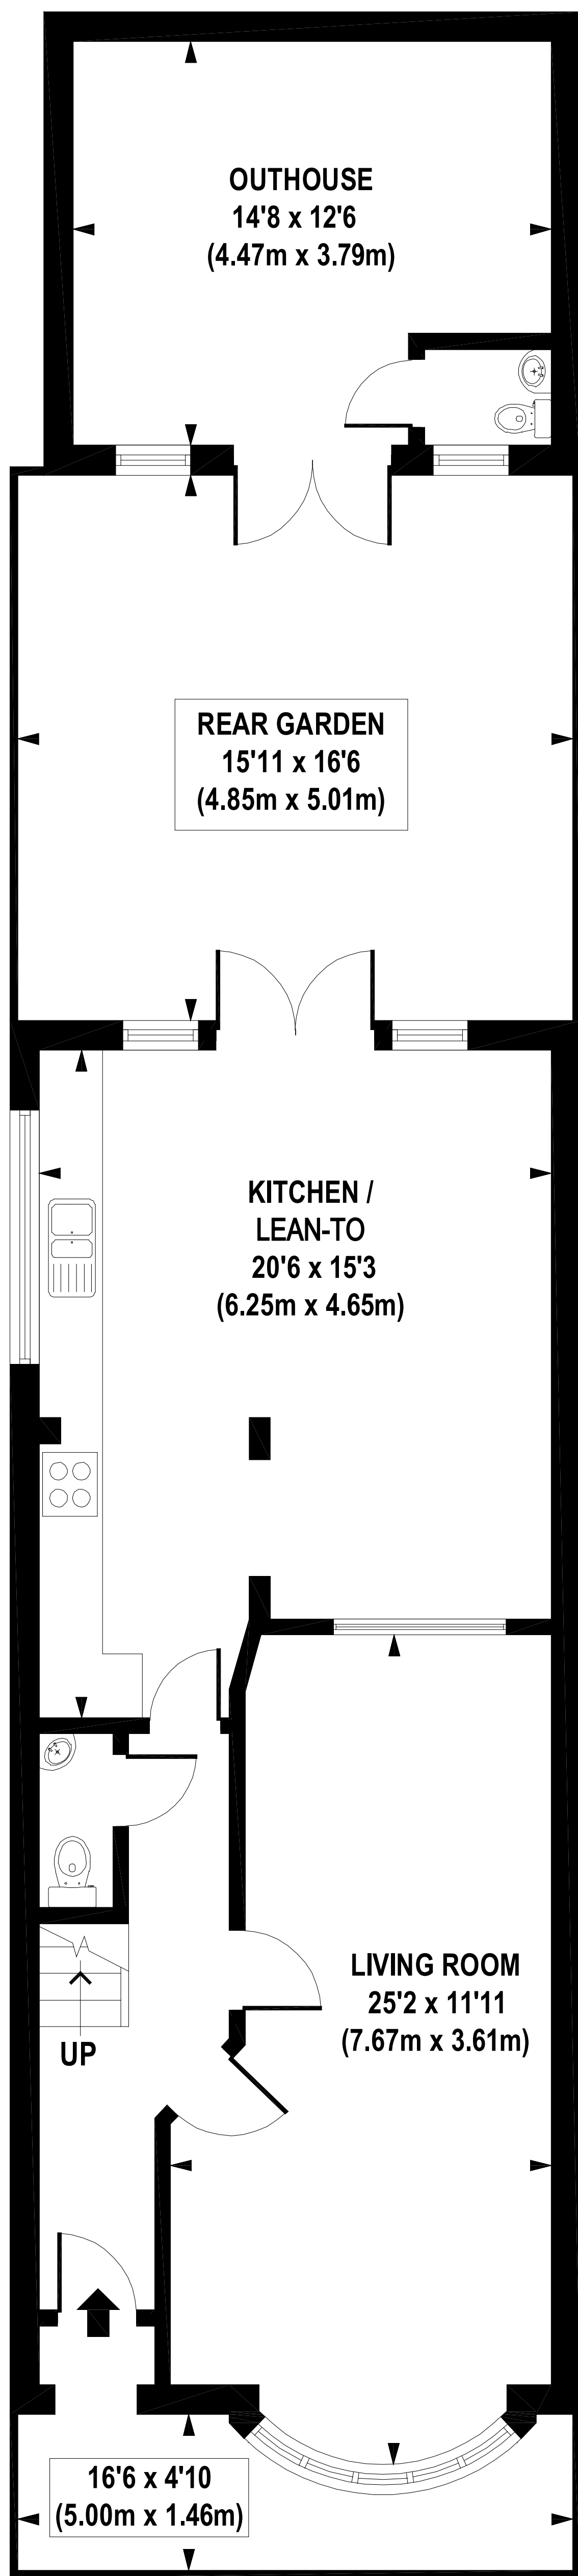 OUTHOUSE
14'8 x 12'6
(4.47m x 3.79m)
REAR GARDEN
15'11 x 16'6
(4.85m x 5.01m)
KITCHEN /
LEAN-TO
20'6 x 15'3
(6.25m x 4.65m)
LIVING ROOM
25'2 x 11'11
(7.67m x 3.61m)
UP
16'6 x 4'10
(5.00m x 1.46m)